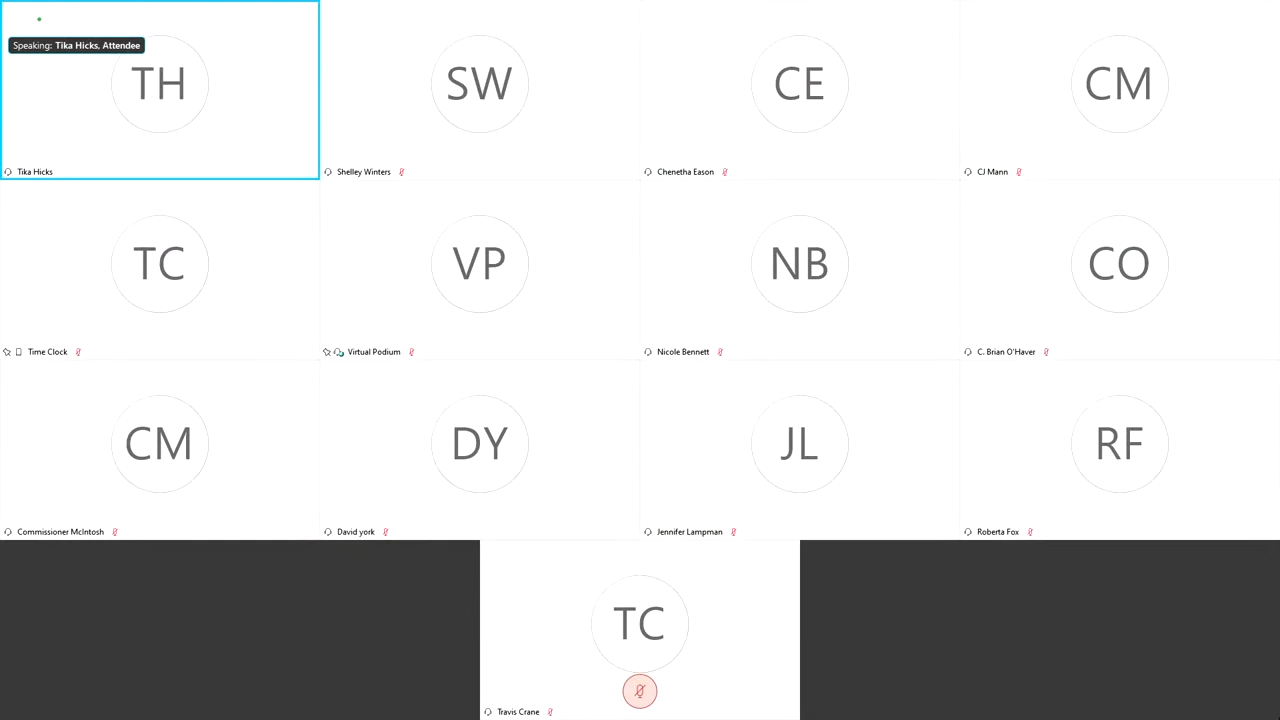 Speaking: Tika Hicks, Attendee
TH
Tika Hicks
SW
Shelley Winters
CE
Chenetha Eason
CM
CJ Mann
TC
Time Clock
VP
Virtual Podium
NB
Nicole Bennett
CO
C. Brian O'Haver
CM
Commissioner McIntosh
DY
David york
JL
Jennifer Lampman
RF
Roberta Fox
TC
Travis Crane